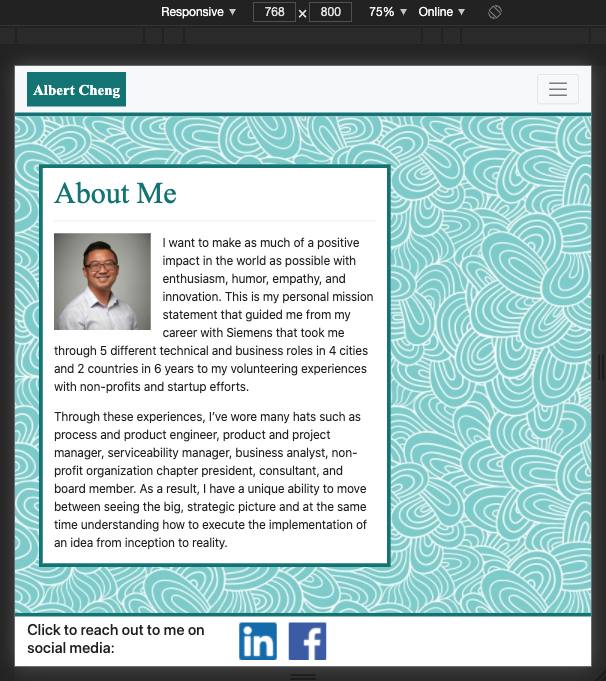 Responsive ▼ 768 x 800 75% ▼ Online ▼
Albert Cheng
About Me
I want to make as much of a positive
impact in the world as possible with
enthusiasm, humor, empathy, and
innovation. This is my personal mission
statement that guided me from my
career with Siemens that took me
through 5 different technical and business roles in 4 cities
and 2 countries in 6 years to my volunteering experiences
with non-profits and startup efforts.
Through these experiences, I've wore many hats such as
process and product engineer, product and project
manager, serviceability manager, business analyst, non-
profit organization chapter president, consultant, and
board member. As a result, I have a unique ability to move
between seeing the big, strategic picture and at the same
time understanding how to execute the implementation of
an idea from inception to reality.
Click to reach out to me on
social media:
in f